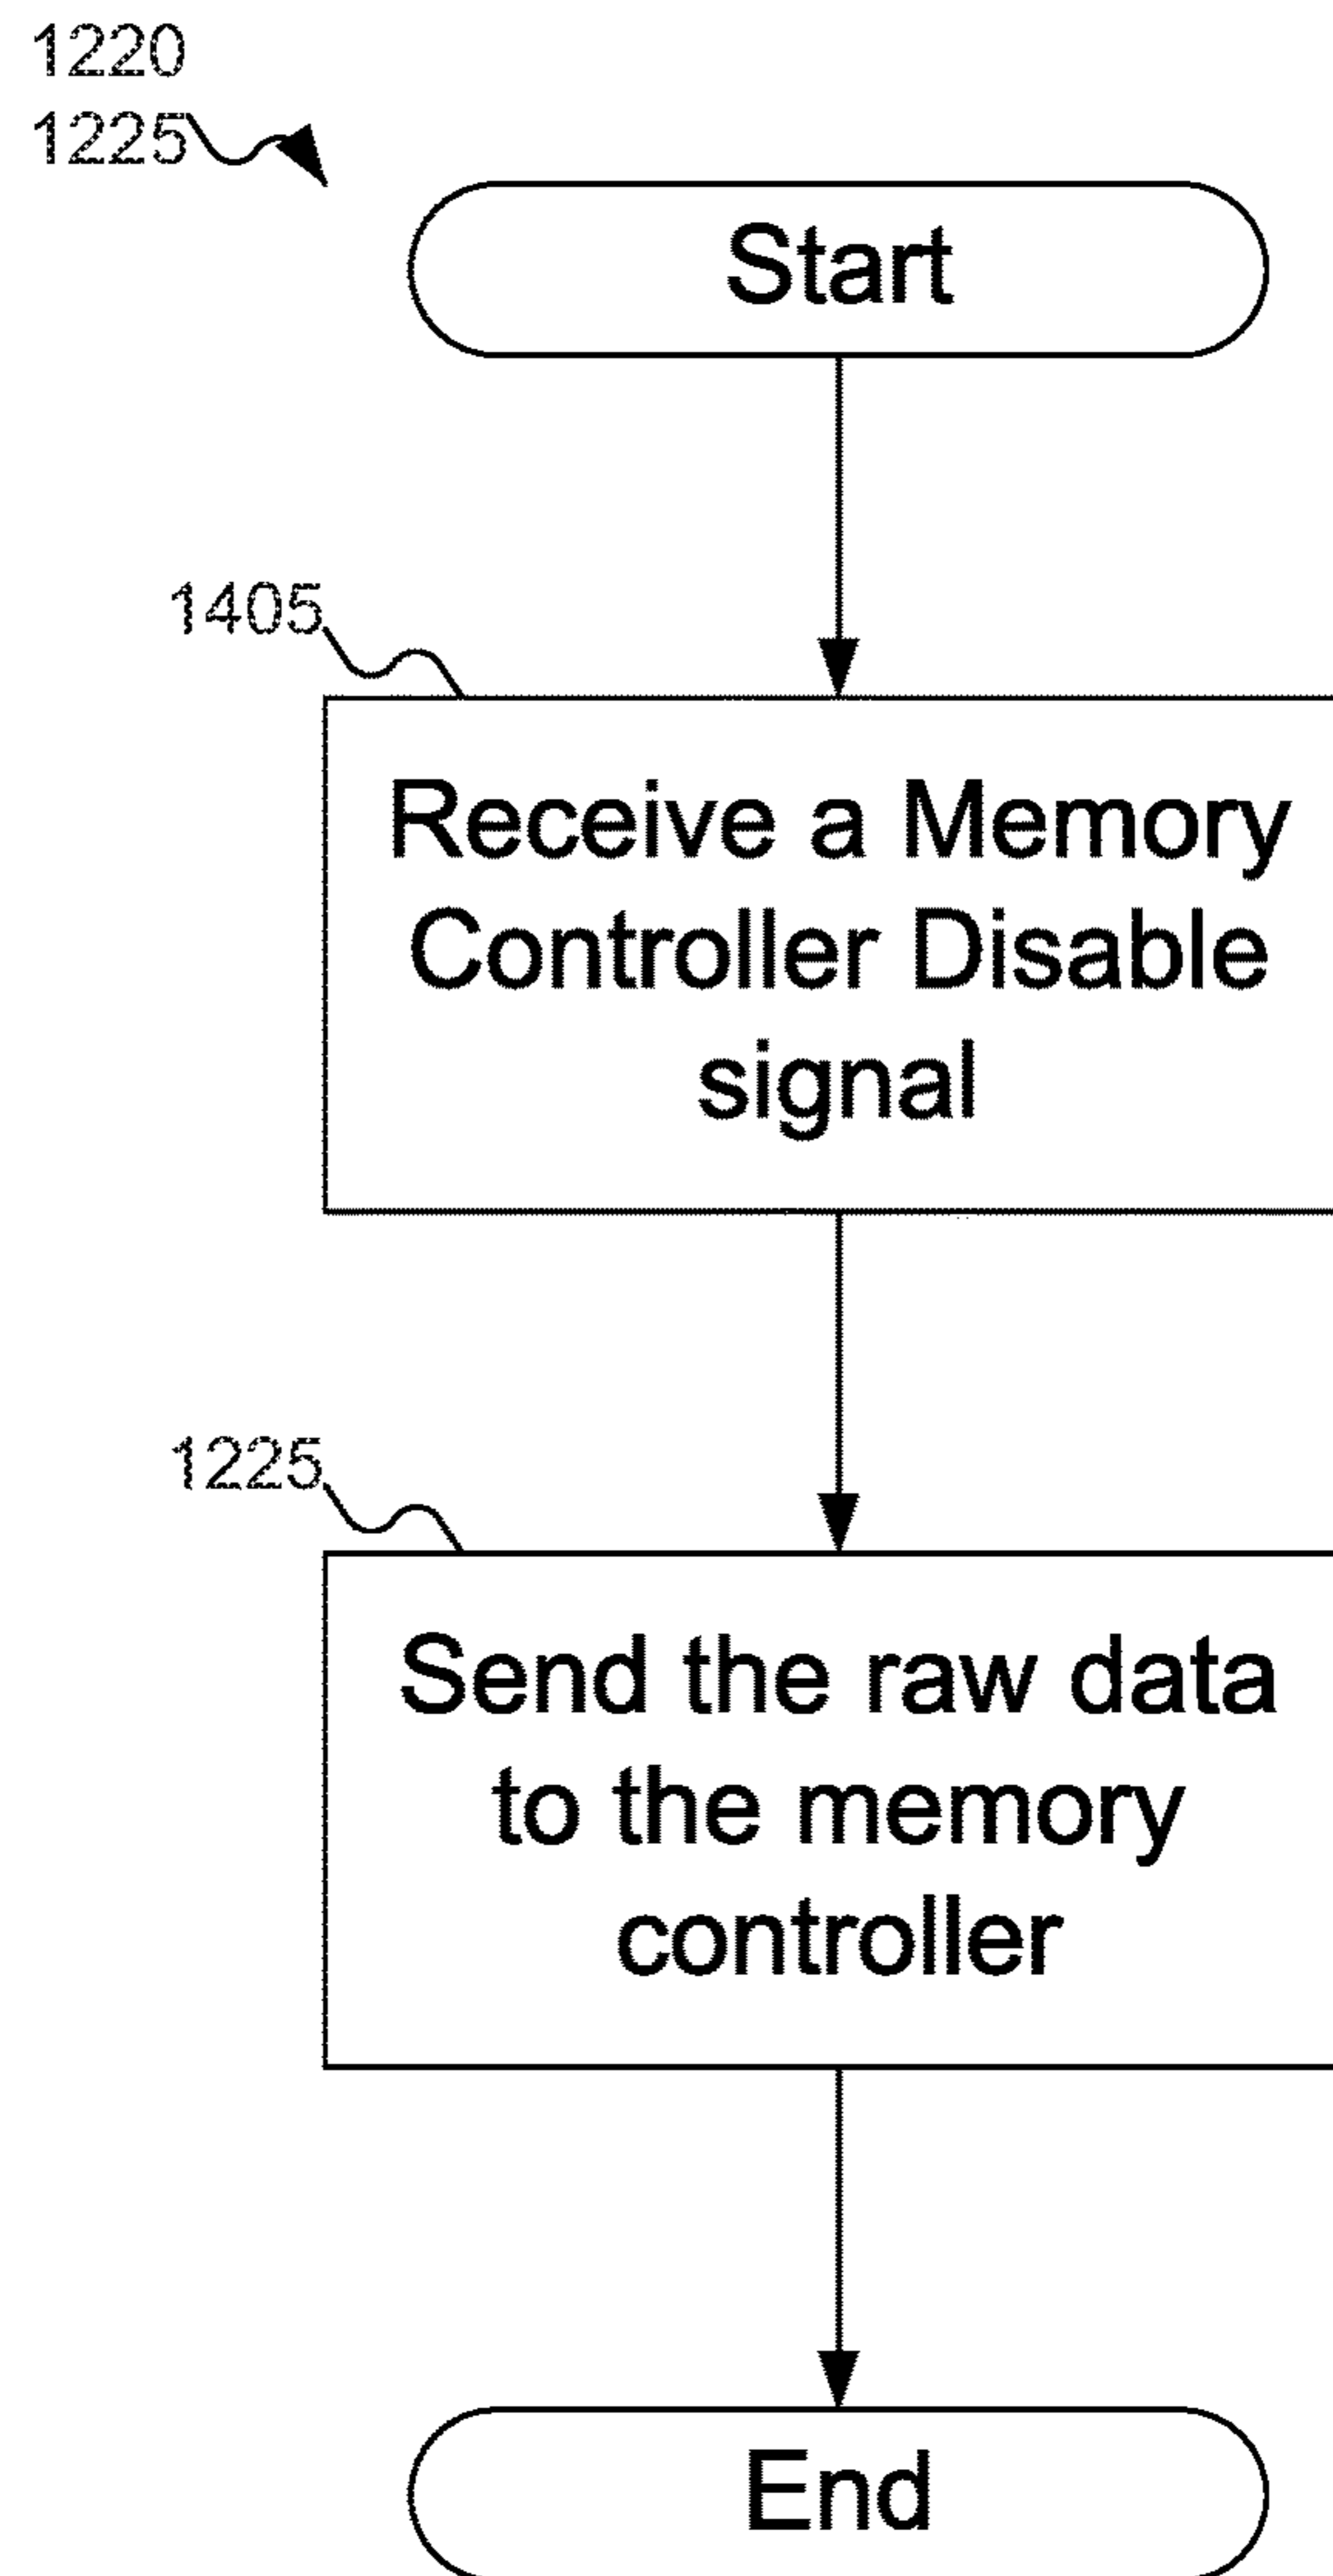 1220
1225
Start
1405
Receive a Memory
Controller Disable
signal
1225
Send the raw data
to the memory
controller
End